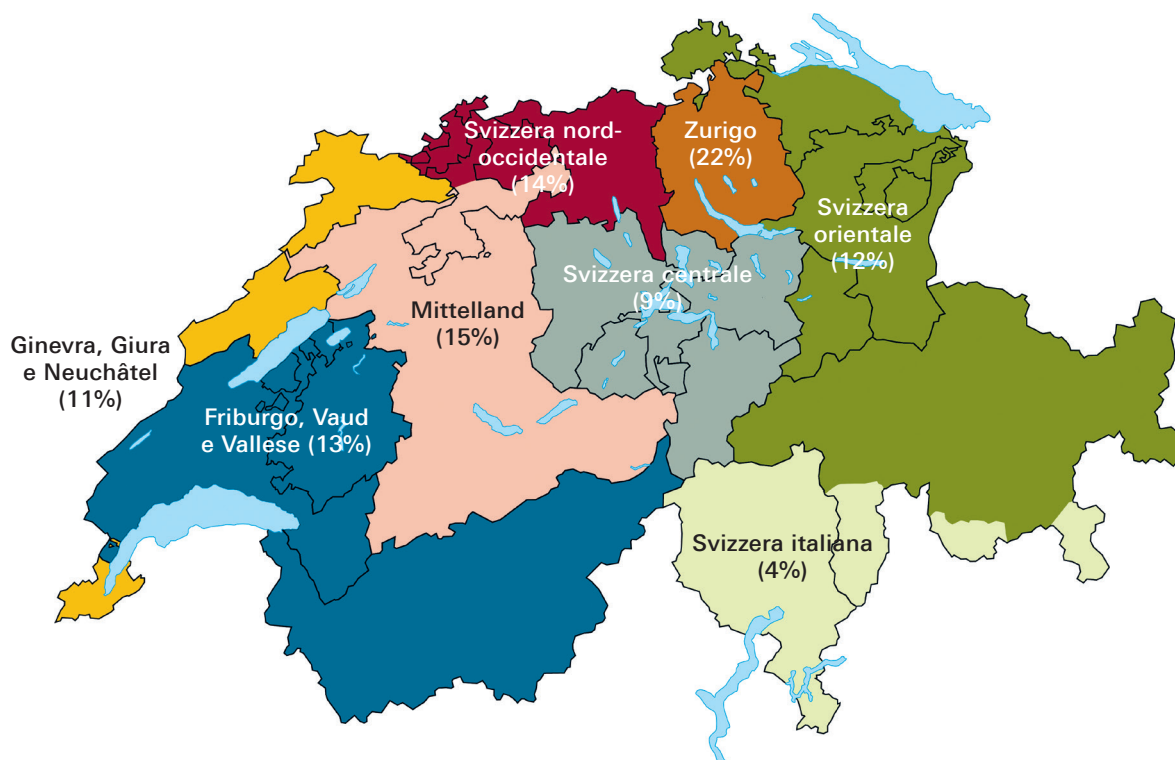 Svizzera nord-
occidentale
(14%)
Zurigo
(22%)
Svizzera
orientale
(12%)
Svizzera centrale
(9%)
Mittelland
(15%)
Ginevra, Giura
e Neuchâtel
(11%)
Friburgo, Vaud
e Vallese (13%)
Svizzera italiana
(4%)